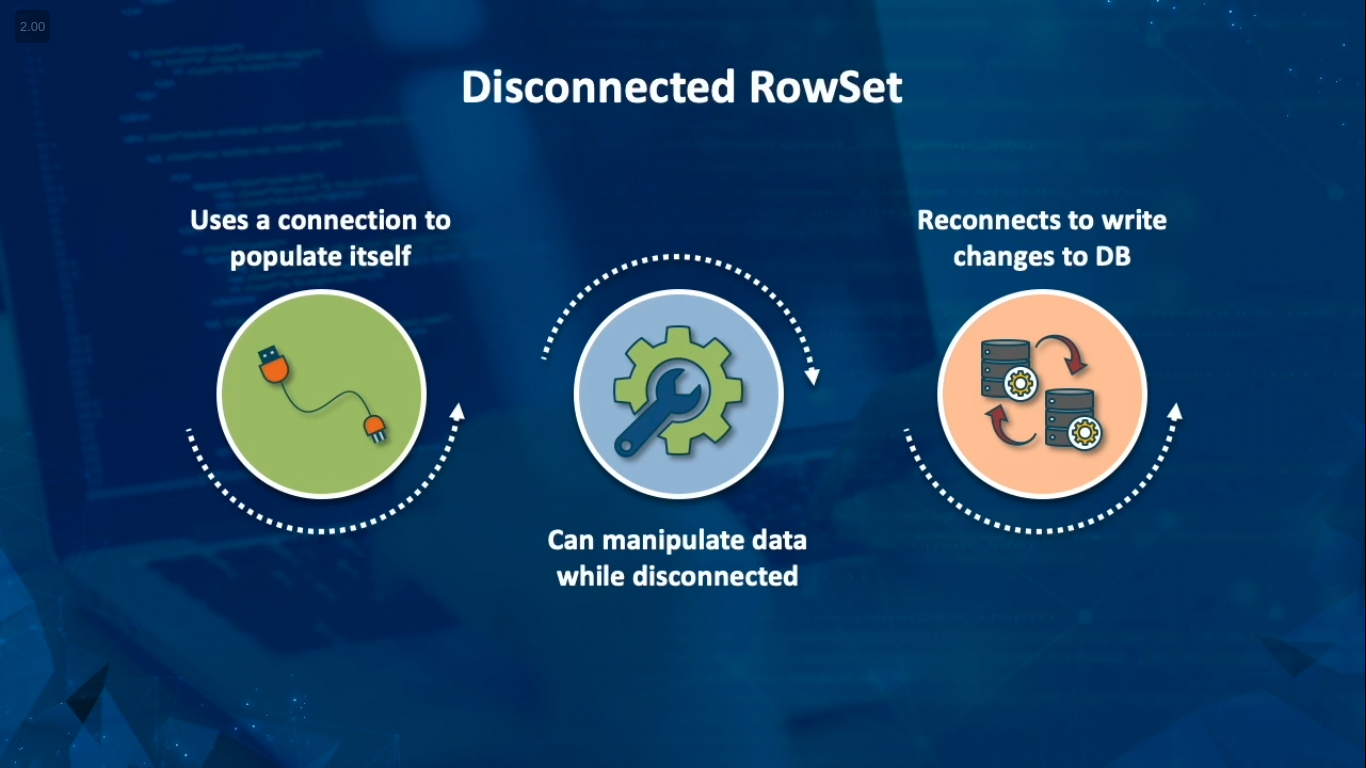 2.00
Disconnected RowSet
Uses a connection to
populate itself
Reconnects to write
changes to DB
Can manipulate data
while disconnected